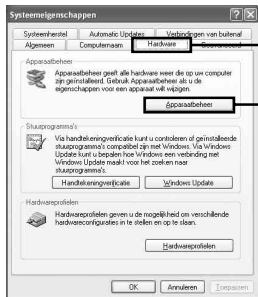 Systeemeigenschappen
Systeemherstel Automatic Updates Verbindingen van buitenaf
Algemeen Computernaam Hardware Geavanceerd
Apparaatbeheer
Apparaatbeheer geeft alle hardware weer die op uw computer
zijn geïnstalleerd. Gebruik Apparaatbeheer als u de
eigenschappen voor een apparaat wilt wijzigen.
Apparaatbeheer
Stuurprogramma's
Via handtekeningverificatie kunt u controleren of geïnstalleerde
stuurprogramma's compatibel zijn met Windows. Via Windows
Update kunt u bepalen hoe Windows een verbinding met
Windows Update maakt voor het zoeken naar
stuurprogramma's.
Handtekeningverificatie Windows Update
Hardwareprofielen
Hardwareprofielen geven u de mogelijkheid om verschillende
hardwareconfiguraties in te stellen en op te slaan.
Hardwareprofielen
OK Annuleren Toepassen